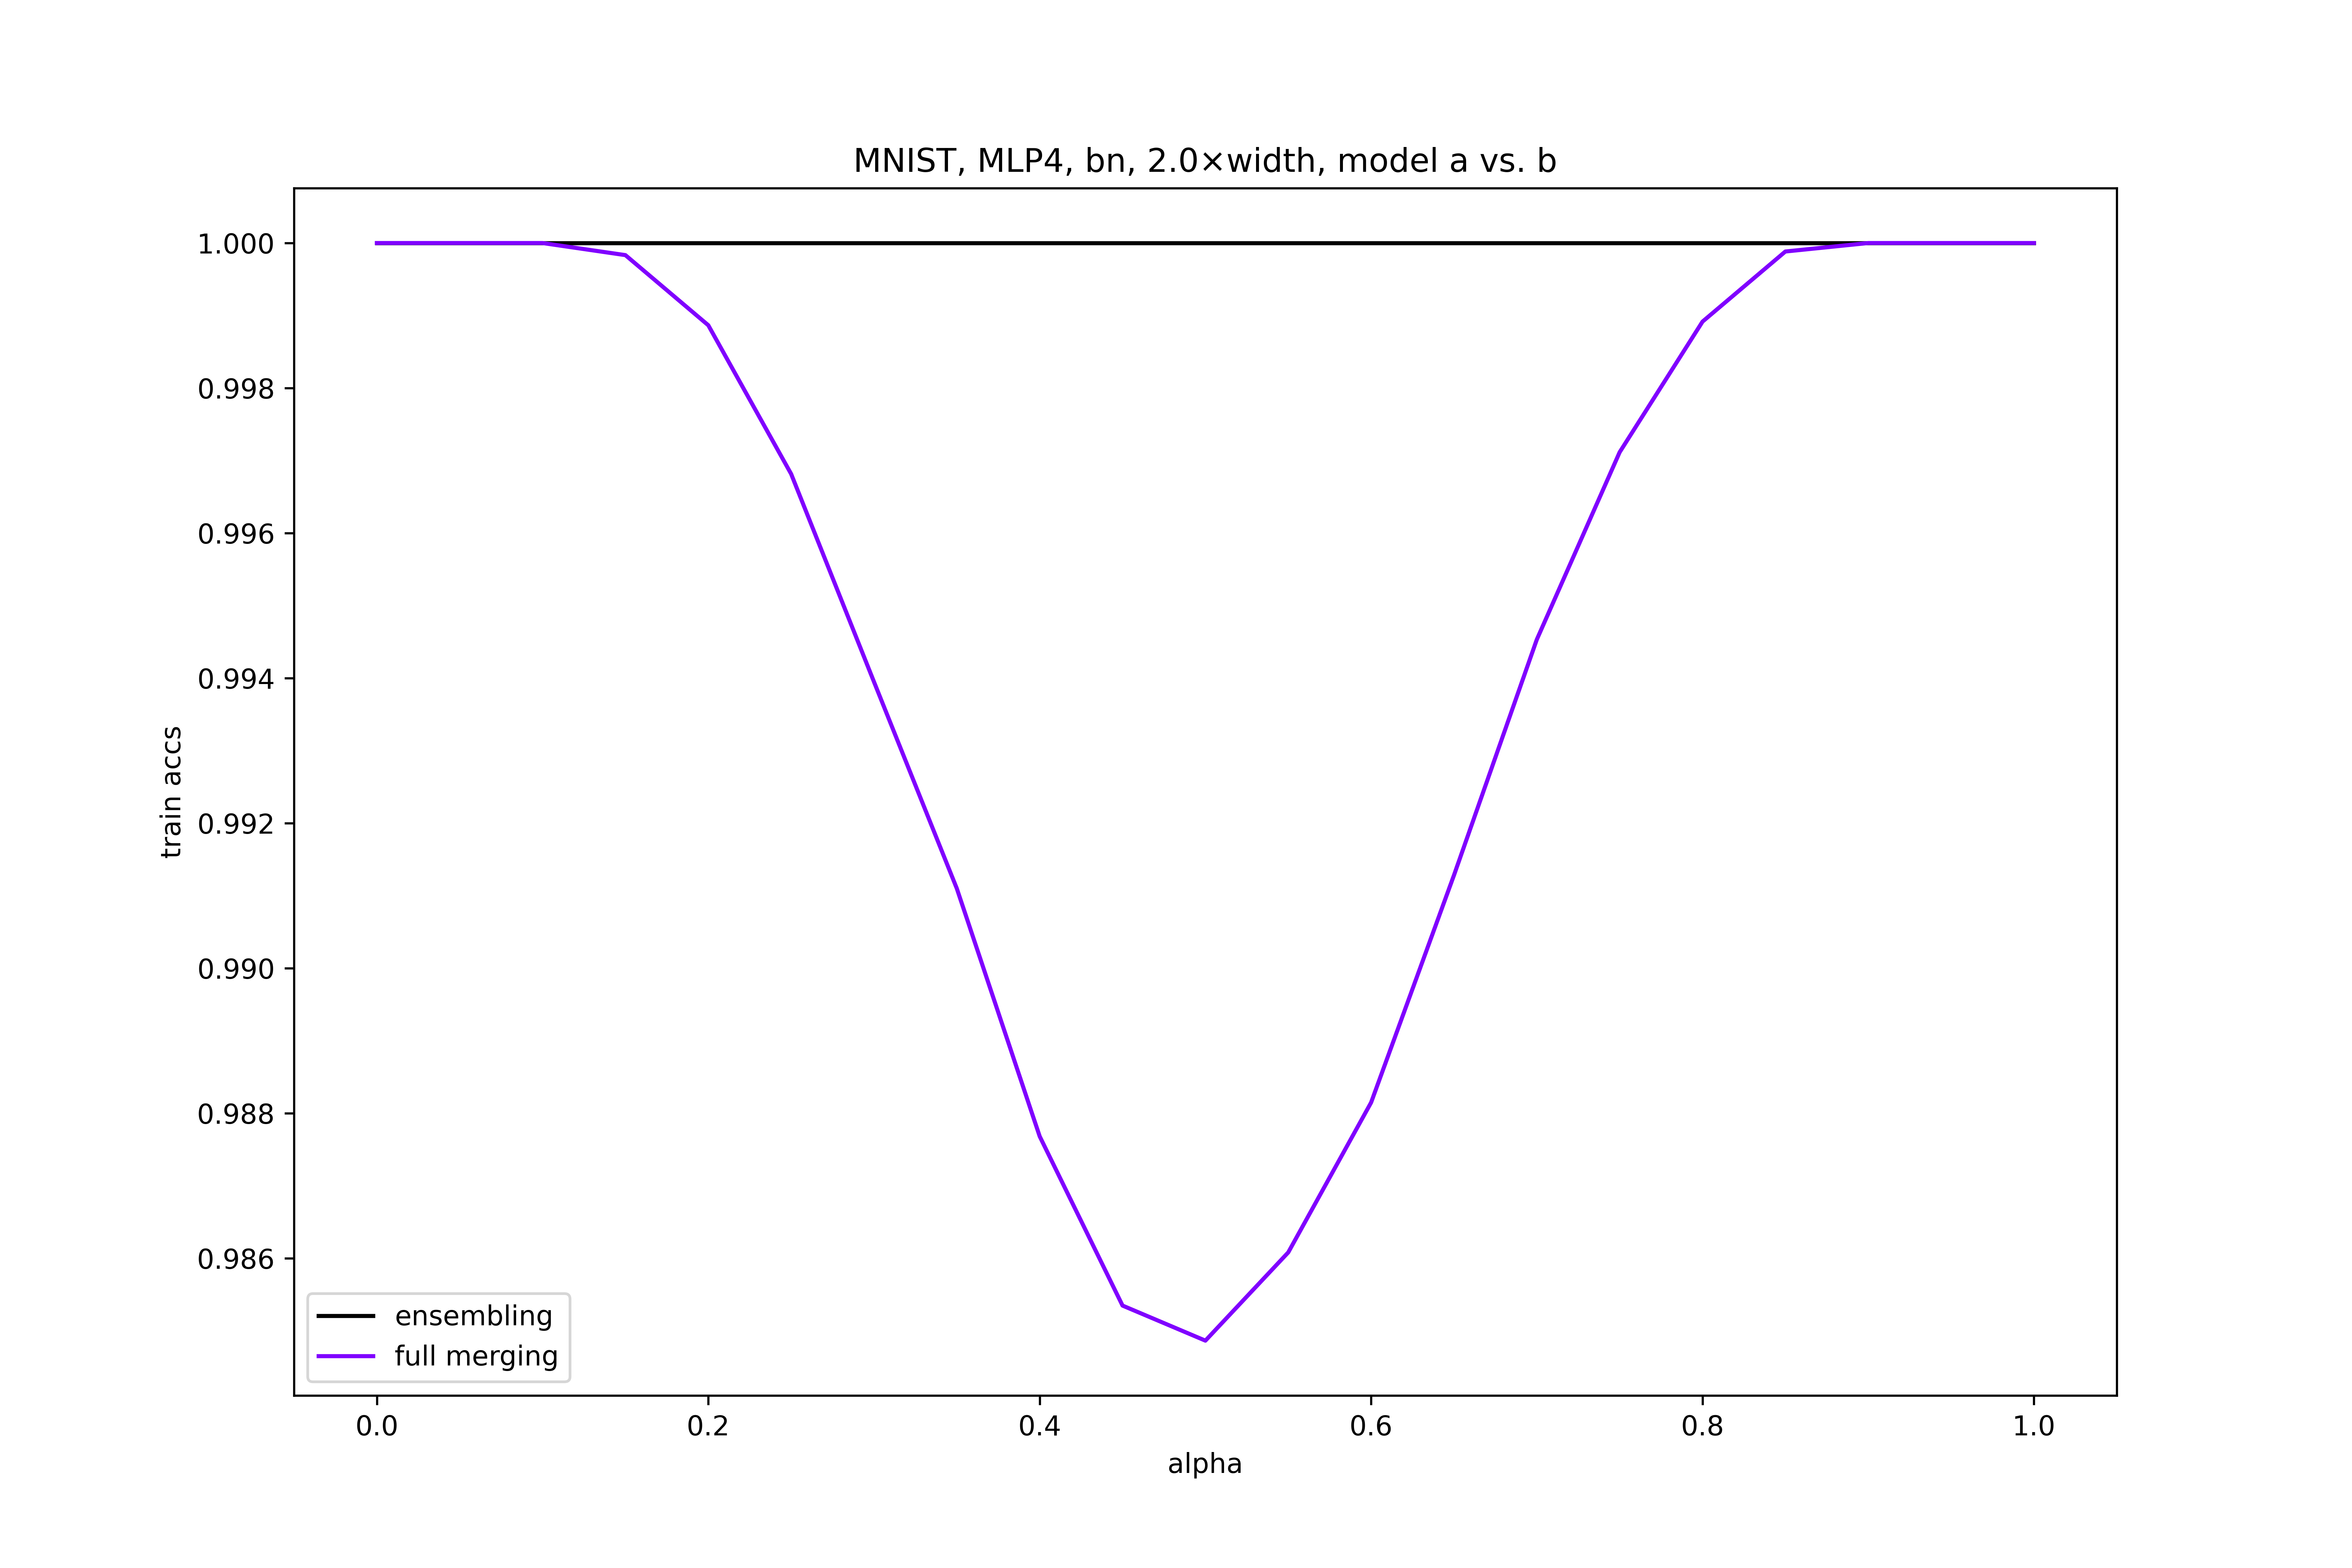 MNIST, MLP4, bn, 2.0×width, model a vs. b
1.000
0.998
0.996
0.994
0.992
0.990
0.988
0.986
train accs
ensembling
full merging
0.0 0.2 0.4 0.6 0.8 1.0
alpha